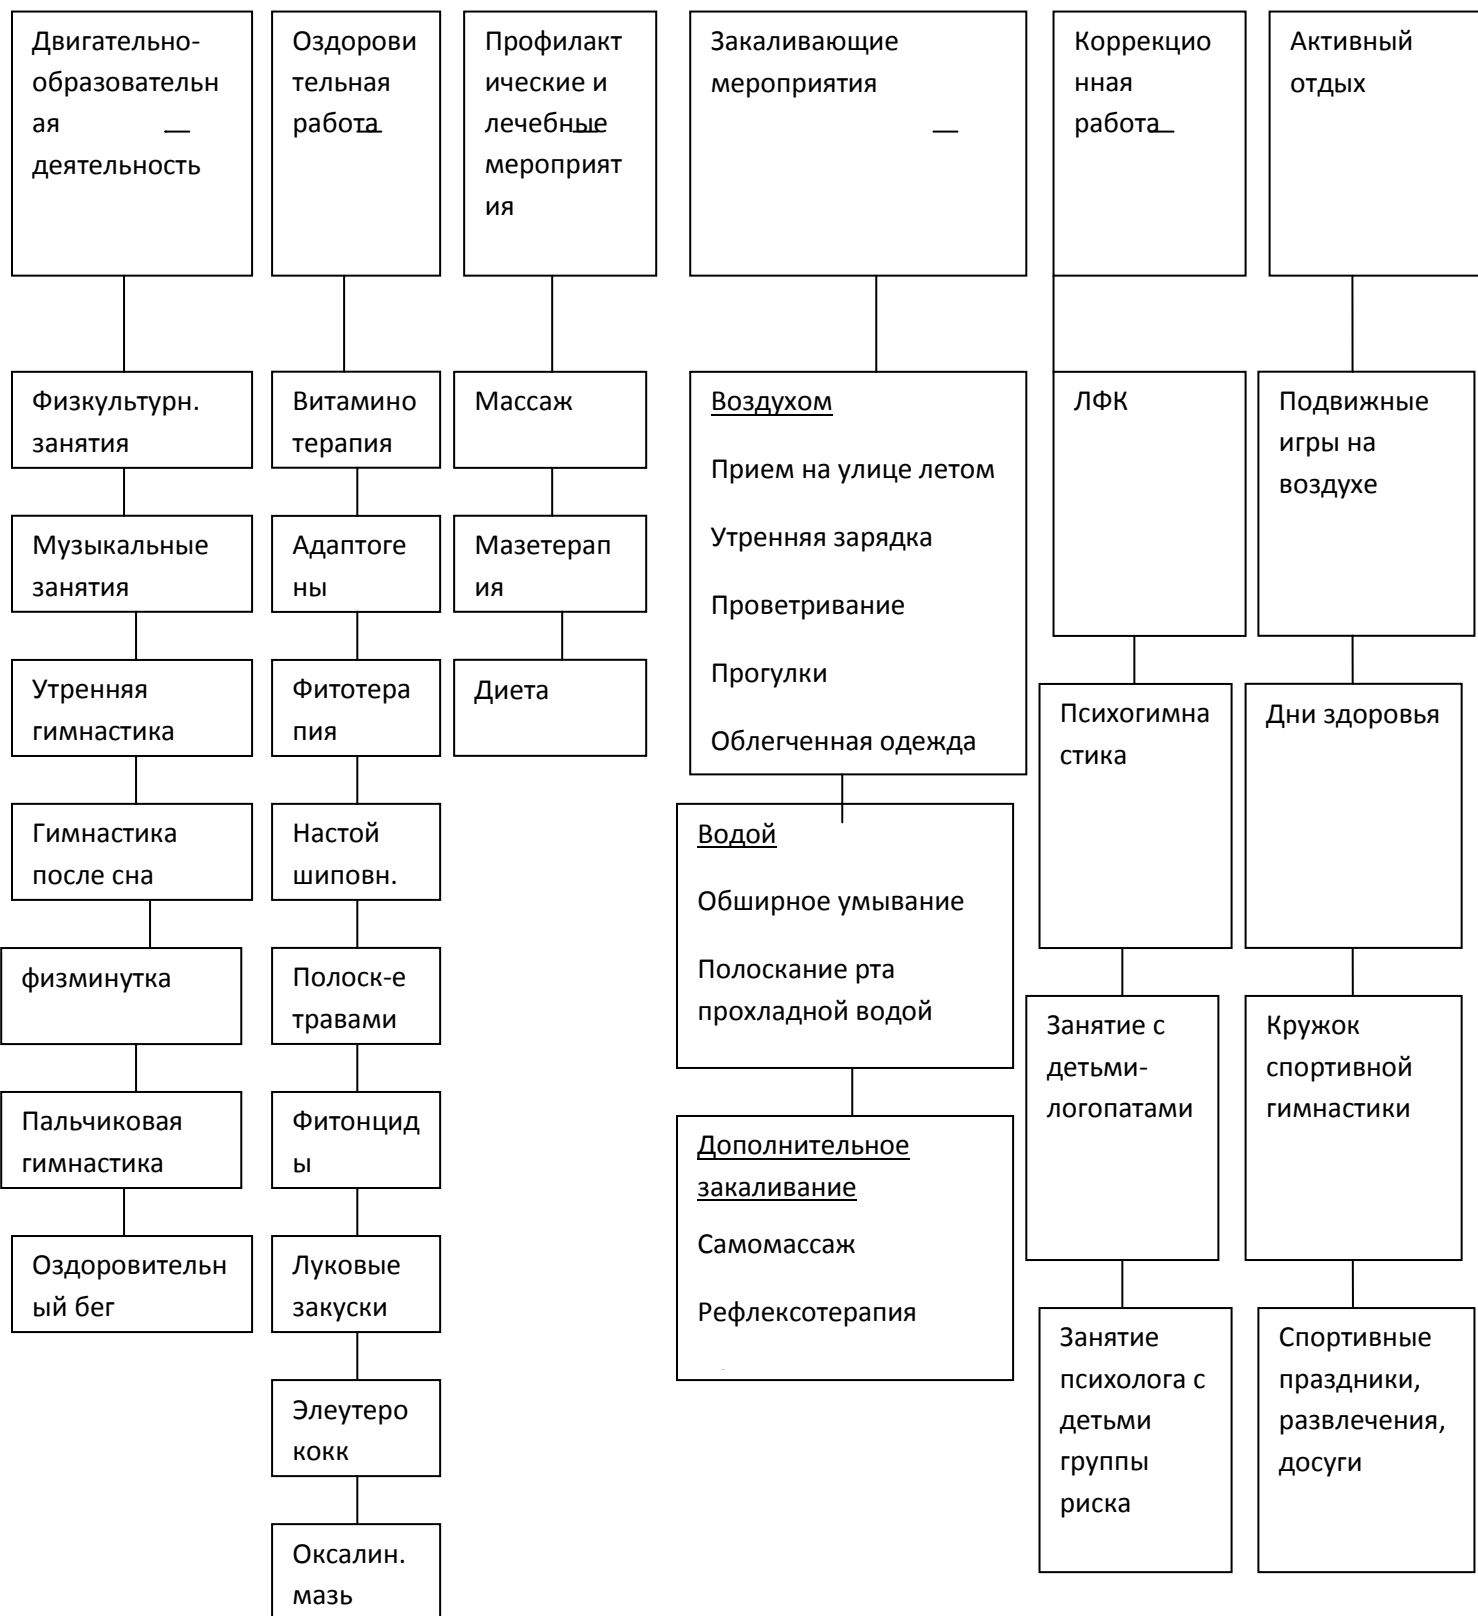 Двигательно-
образовательн
ая
деятельность
Оздорови
тельная
работа
Профилакт
ические и
лечебные
мероприят
ия
Закаливающие
мероприятия
Коррекцио
нная
работа
Активный
отдых
Физкультурн.
занятия
Музыкальные
занятия
Утренняя
гимнастика
Гимнастика
после сна
физминутка
Пальчиковая
гимнастика
Оздоровительн
ый бег
Витамино
терапия
Адаптоге
ны
Фитотера
пия
Настой
шиповн.
Полоск-е
травами
Фитонцид
ы
Луковые
закуски
Элеутеро
кокк
Оксалин.
мазь
Массаж
Мазетерап
ия
Диета
Воздухом
Прием на улице летом
Утренняя зарядка
Проветривание
Прогулки
Облегченная одежда
Водой
Обширное умывание
Полоскание рта
прохладной водой
Дополнительное
закаливание
Самомассаж
Рефлексотерапия
ЛФК
Психогимна
стика
Занятие с
детьми-
логопатами
Занятие
психолога с
детьми
группы
риска
Подвижные
игры на
воздухе
Дни здоровья
Кружок
спортивной
гимнастики
Спортивные
праздники,
развлечения,
досуги